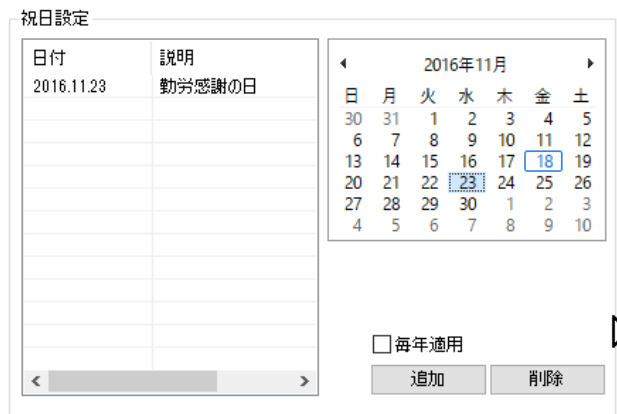 祝日設定
日付 説明
2016.11.23 勤労感謝の日
2016年11月
日 月 火 水 木 金 土
30 31 1 2 3 4 5
6 7 8 9 10 11 12
13 14 15 16 17 18 19
20 21 22 23 24 25 26
27 28 29 30 1 2 3
4 5 6 7 8 9 10
毎年適用
追加 削除